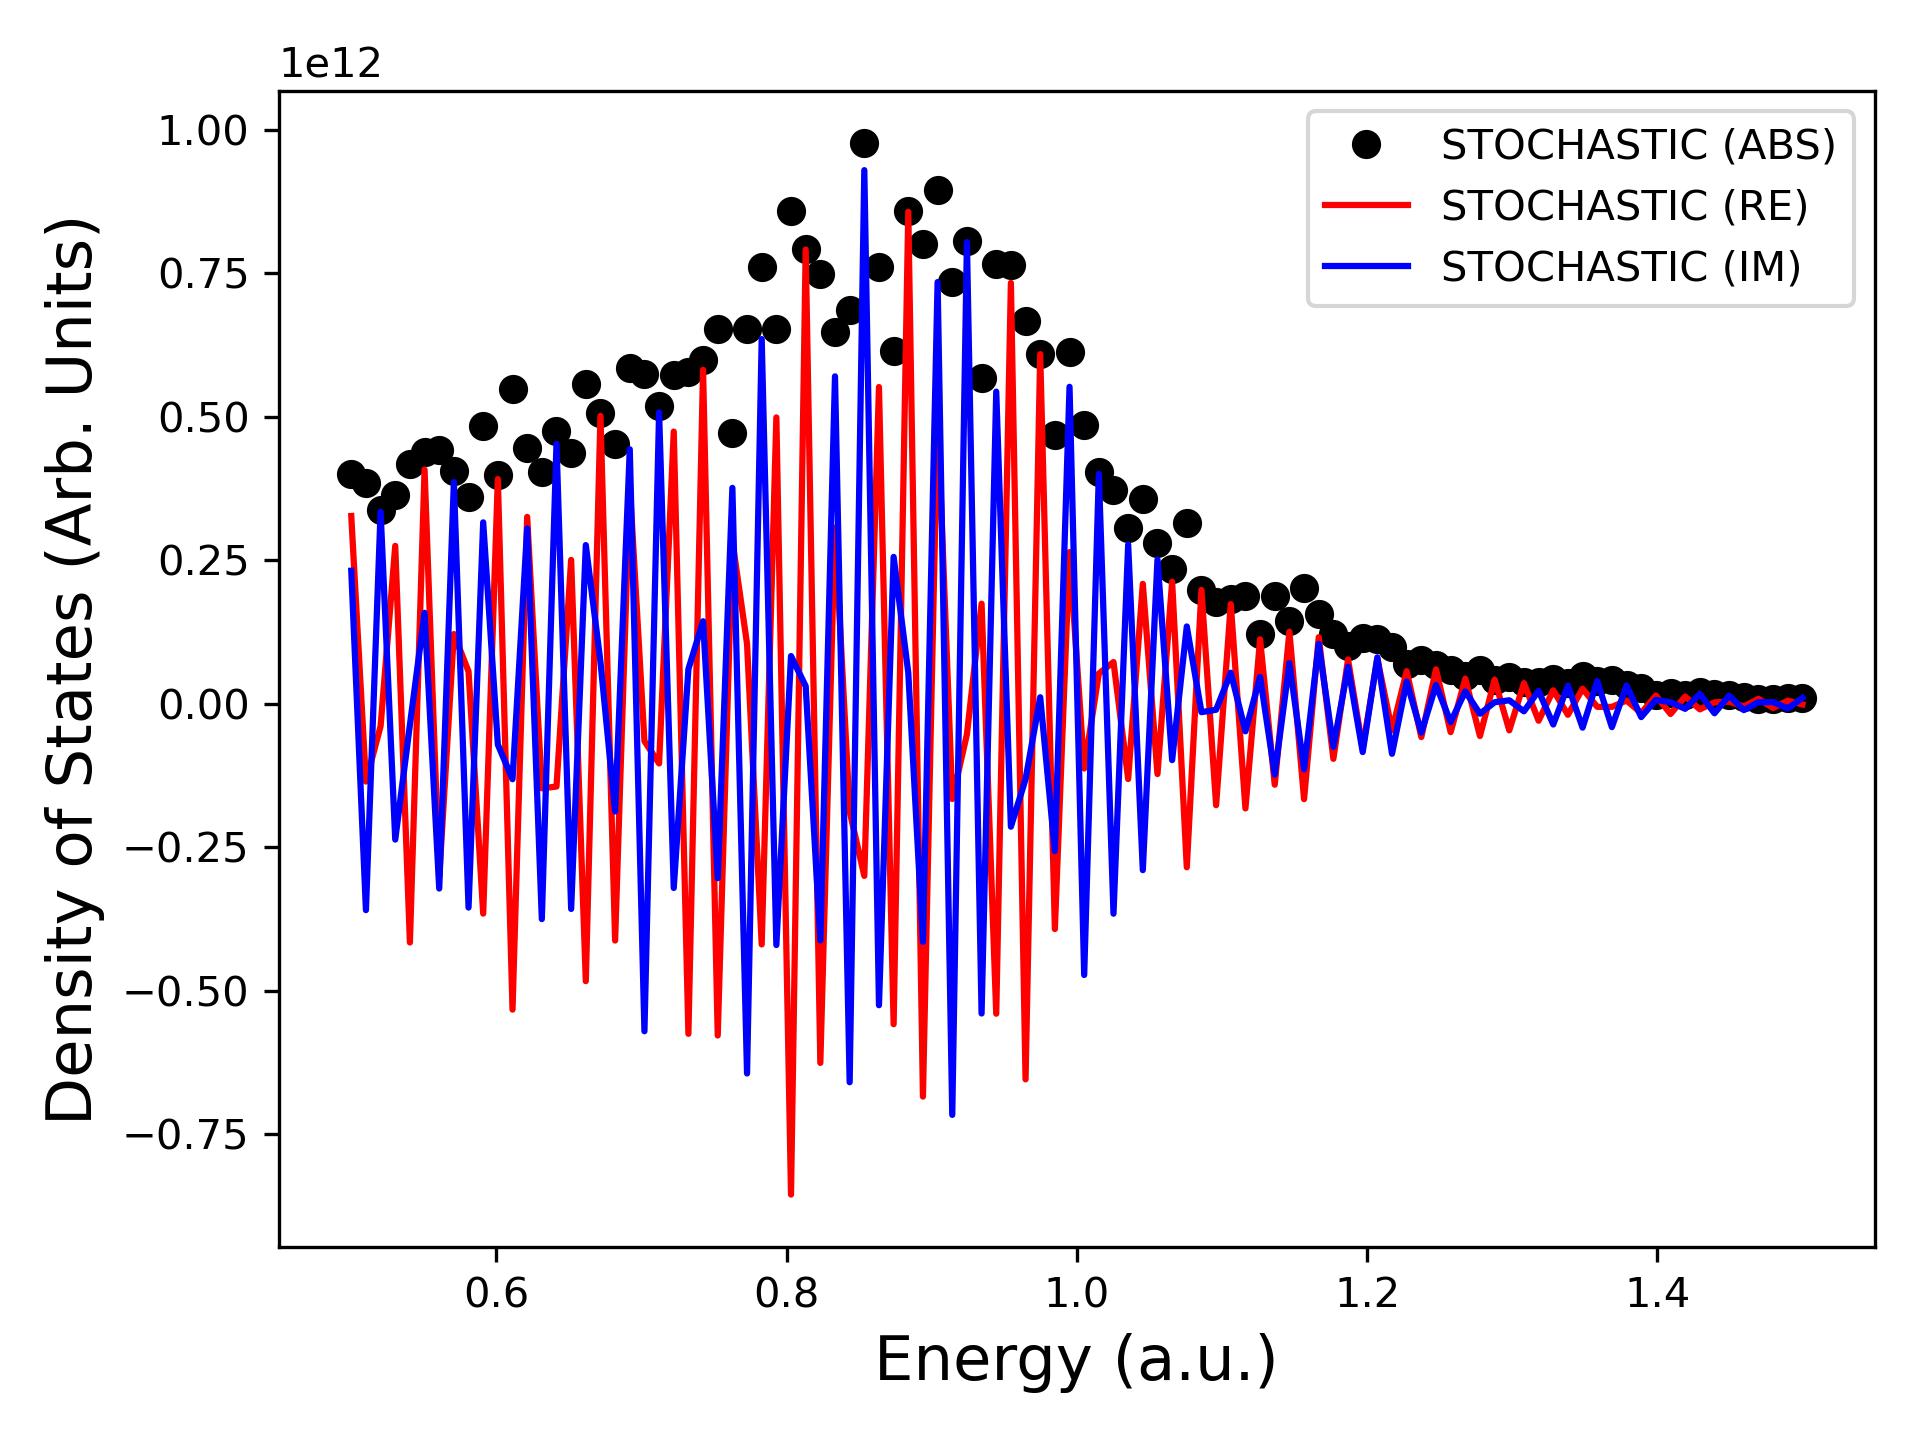 1e12
1.00
0.75
0.50
0.25
0.00
−0.25
−0.50
−0.75
Density of States (Arb. Units)
STOCHASTIC (ABS)
STOCHASTIC (RE)
STOCHASTIC (IM)
0.6 0.8 1.0 1.2 1.4
Energy (a.u.)